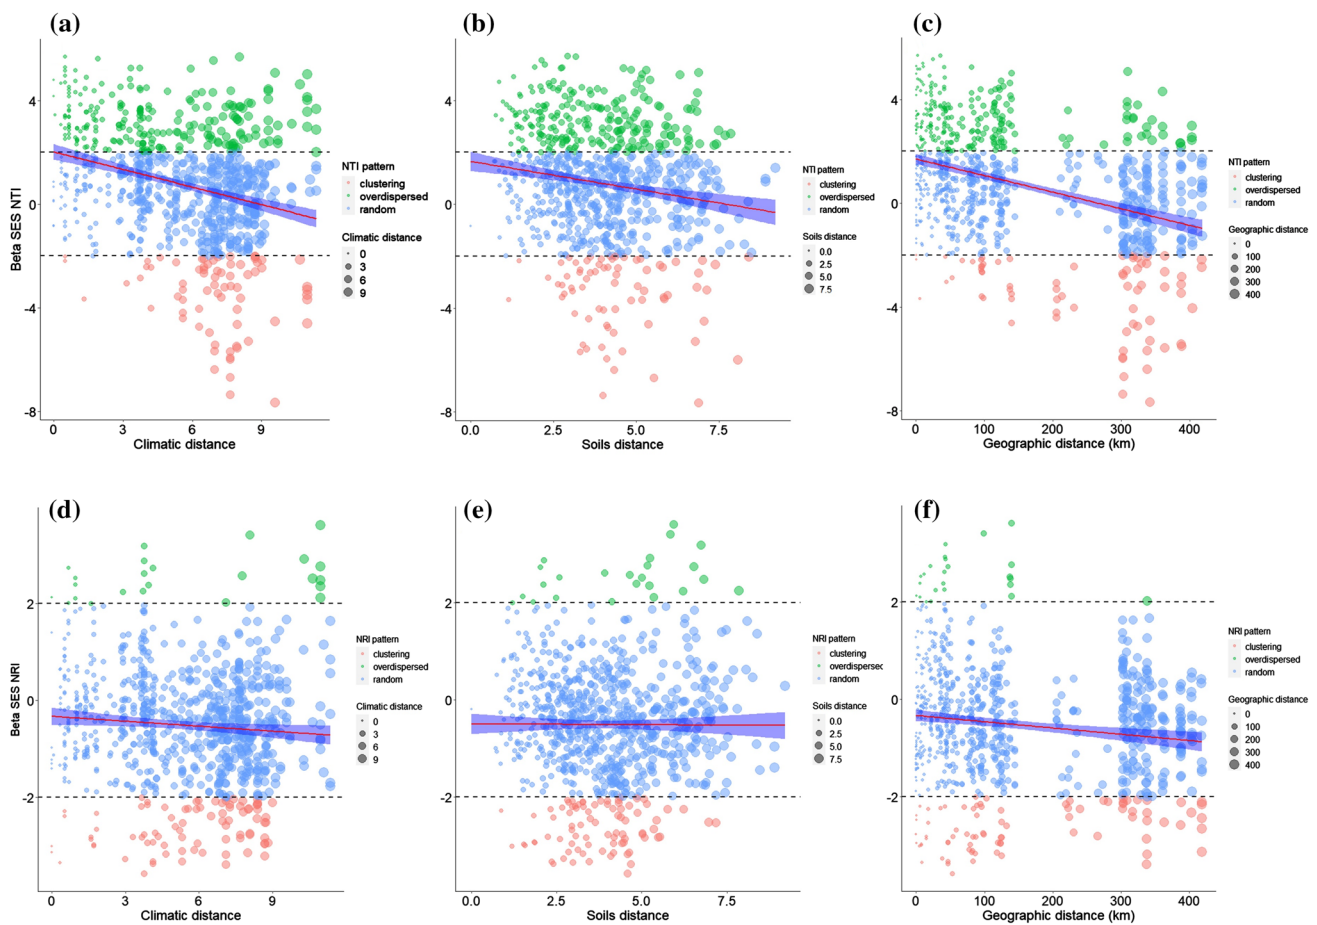 (a)
Beta SES NTI
4
0
-4
-8
0
3
6
9
Climatic distance
NTI pattern
clustering
overdispersed
random
Climatic distance
0
3
6
9
(b)
4
0
-4
-8
0.0
2.5
5.0
7.5
Soils distance
NTI pattern
clustering
overdispersed
random
Soils distance
0.0
2.5
5.0
7.5
(c)
4
0
-4
-8
0
100
200
300
400
Geographic distance (km)
NTI pattern
clustering
overdispersed
random
Geographic distance
0
100
200
300
400
(d)
Beta SES NRI
2
0
-2
0
3
6
9
Climatic distance
NRI pattern
clustering
overdispersed
random
Climatic distance
0
3
6
9
(e)
2
0
-2
0.0
2.5
5.0
7.5
Soils distance
NRI pattern
clustering
overdispersed
random
Soils distance
0.0
2.5
5.0
7.5
(f)
2
0
-2
0
100
200
300
400
Geographic distance (km)
NRI pattern
clustering
overdispersed
random
Geographic distance
0
100
200
300
400